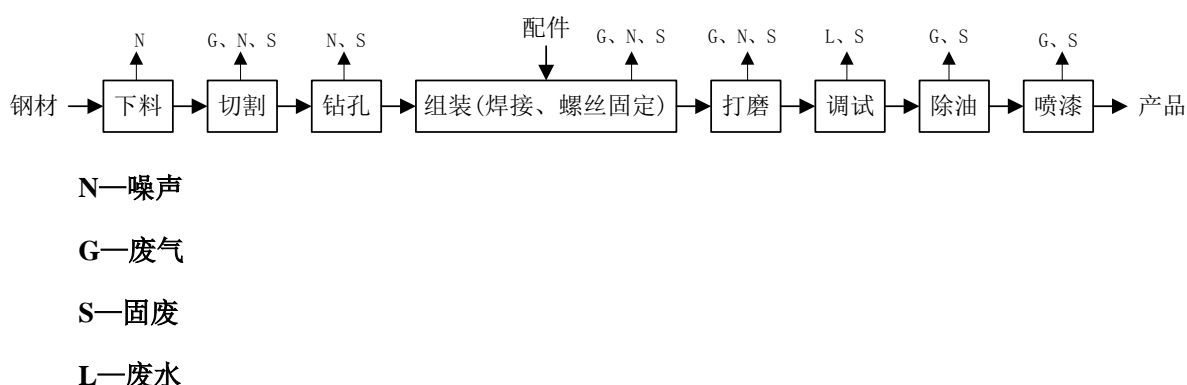 配件
N G、N、S N、S G、N、S G、N、S L、S G、S G、S
钢材 下料 切割 钻孔 组装(焊接、螺丝固定) 打磨 调试 除油 喷漆 产品
N—噪声
G—废气
S—固废
L—废水